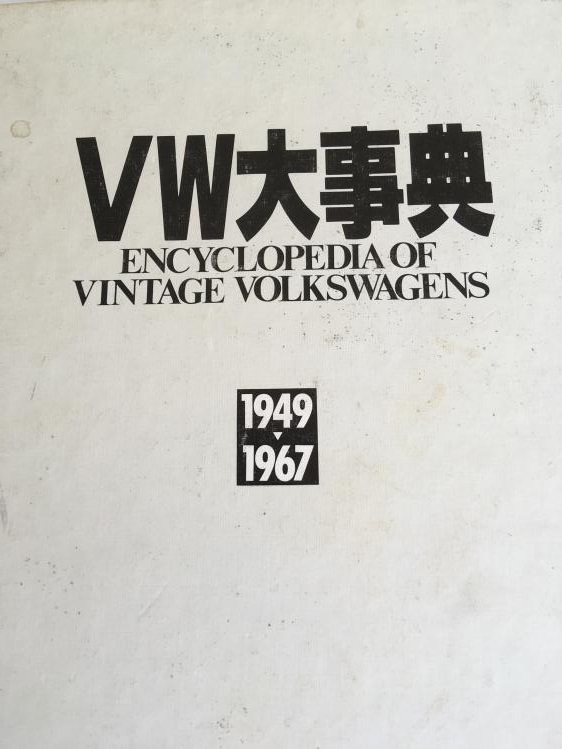 VW大事典
ENCYCLOPEDIA OF
VINTAGE VOLKSWAGENS
1949
1967